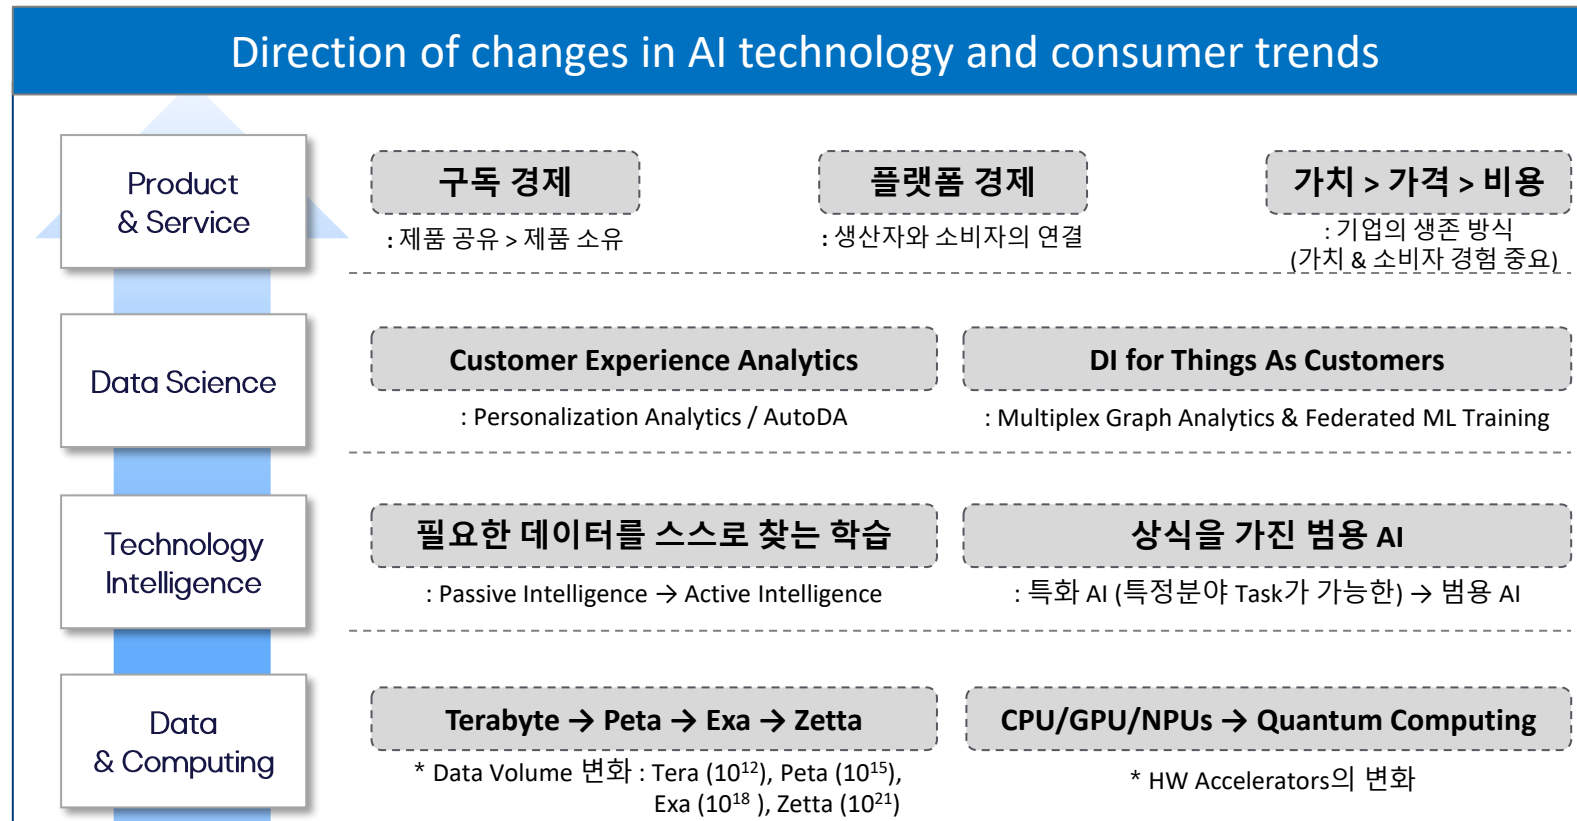 Direction of changes in AI technology and consumer trends
Product
& Service
구독 경제
: 제품 공유 > 제품 소유
플랫폼 경제
: 생산자와 소비자의 연결
가치 > 가격 > 비용
: 기업의 생존 방식
(가치 & 소비자 경험 중요)
Data Science
Customer Experience Analytics
: Personalization Analytics / AutoDA
DI for Things As Customers
: Multiplex Graph Analytics & Federated ML Training
Technology
Intelligence
필요한 데이터를 스스로 찾는 학습
: Passive Intelligence → Active Intelligence
상식을 가진 범용 AI
: 특화 AI (특정분야 Task가 가능한) → 범용 AI
Data
& Computing
Terabyte → Peta → Exa → Zetta
* Data Volume 변화 : Tera (10¹²), Peta (10¹⁵),
Exa (10¹⁸ ), Zetta (10²¹)
CPU/GPU/NPUs → Quantum Computing
* HW Accelerators의 변화